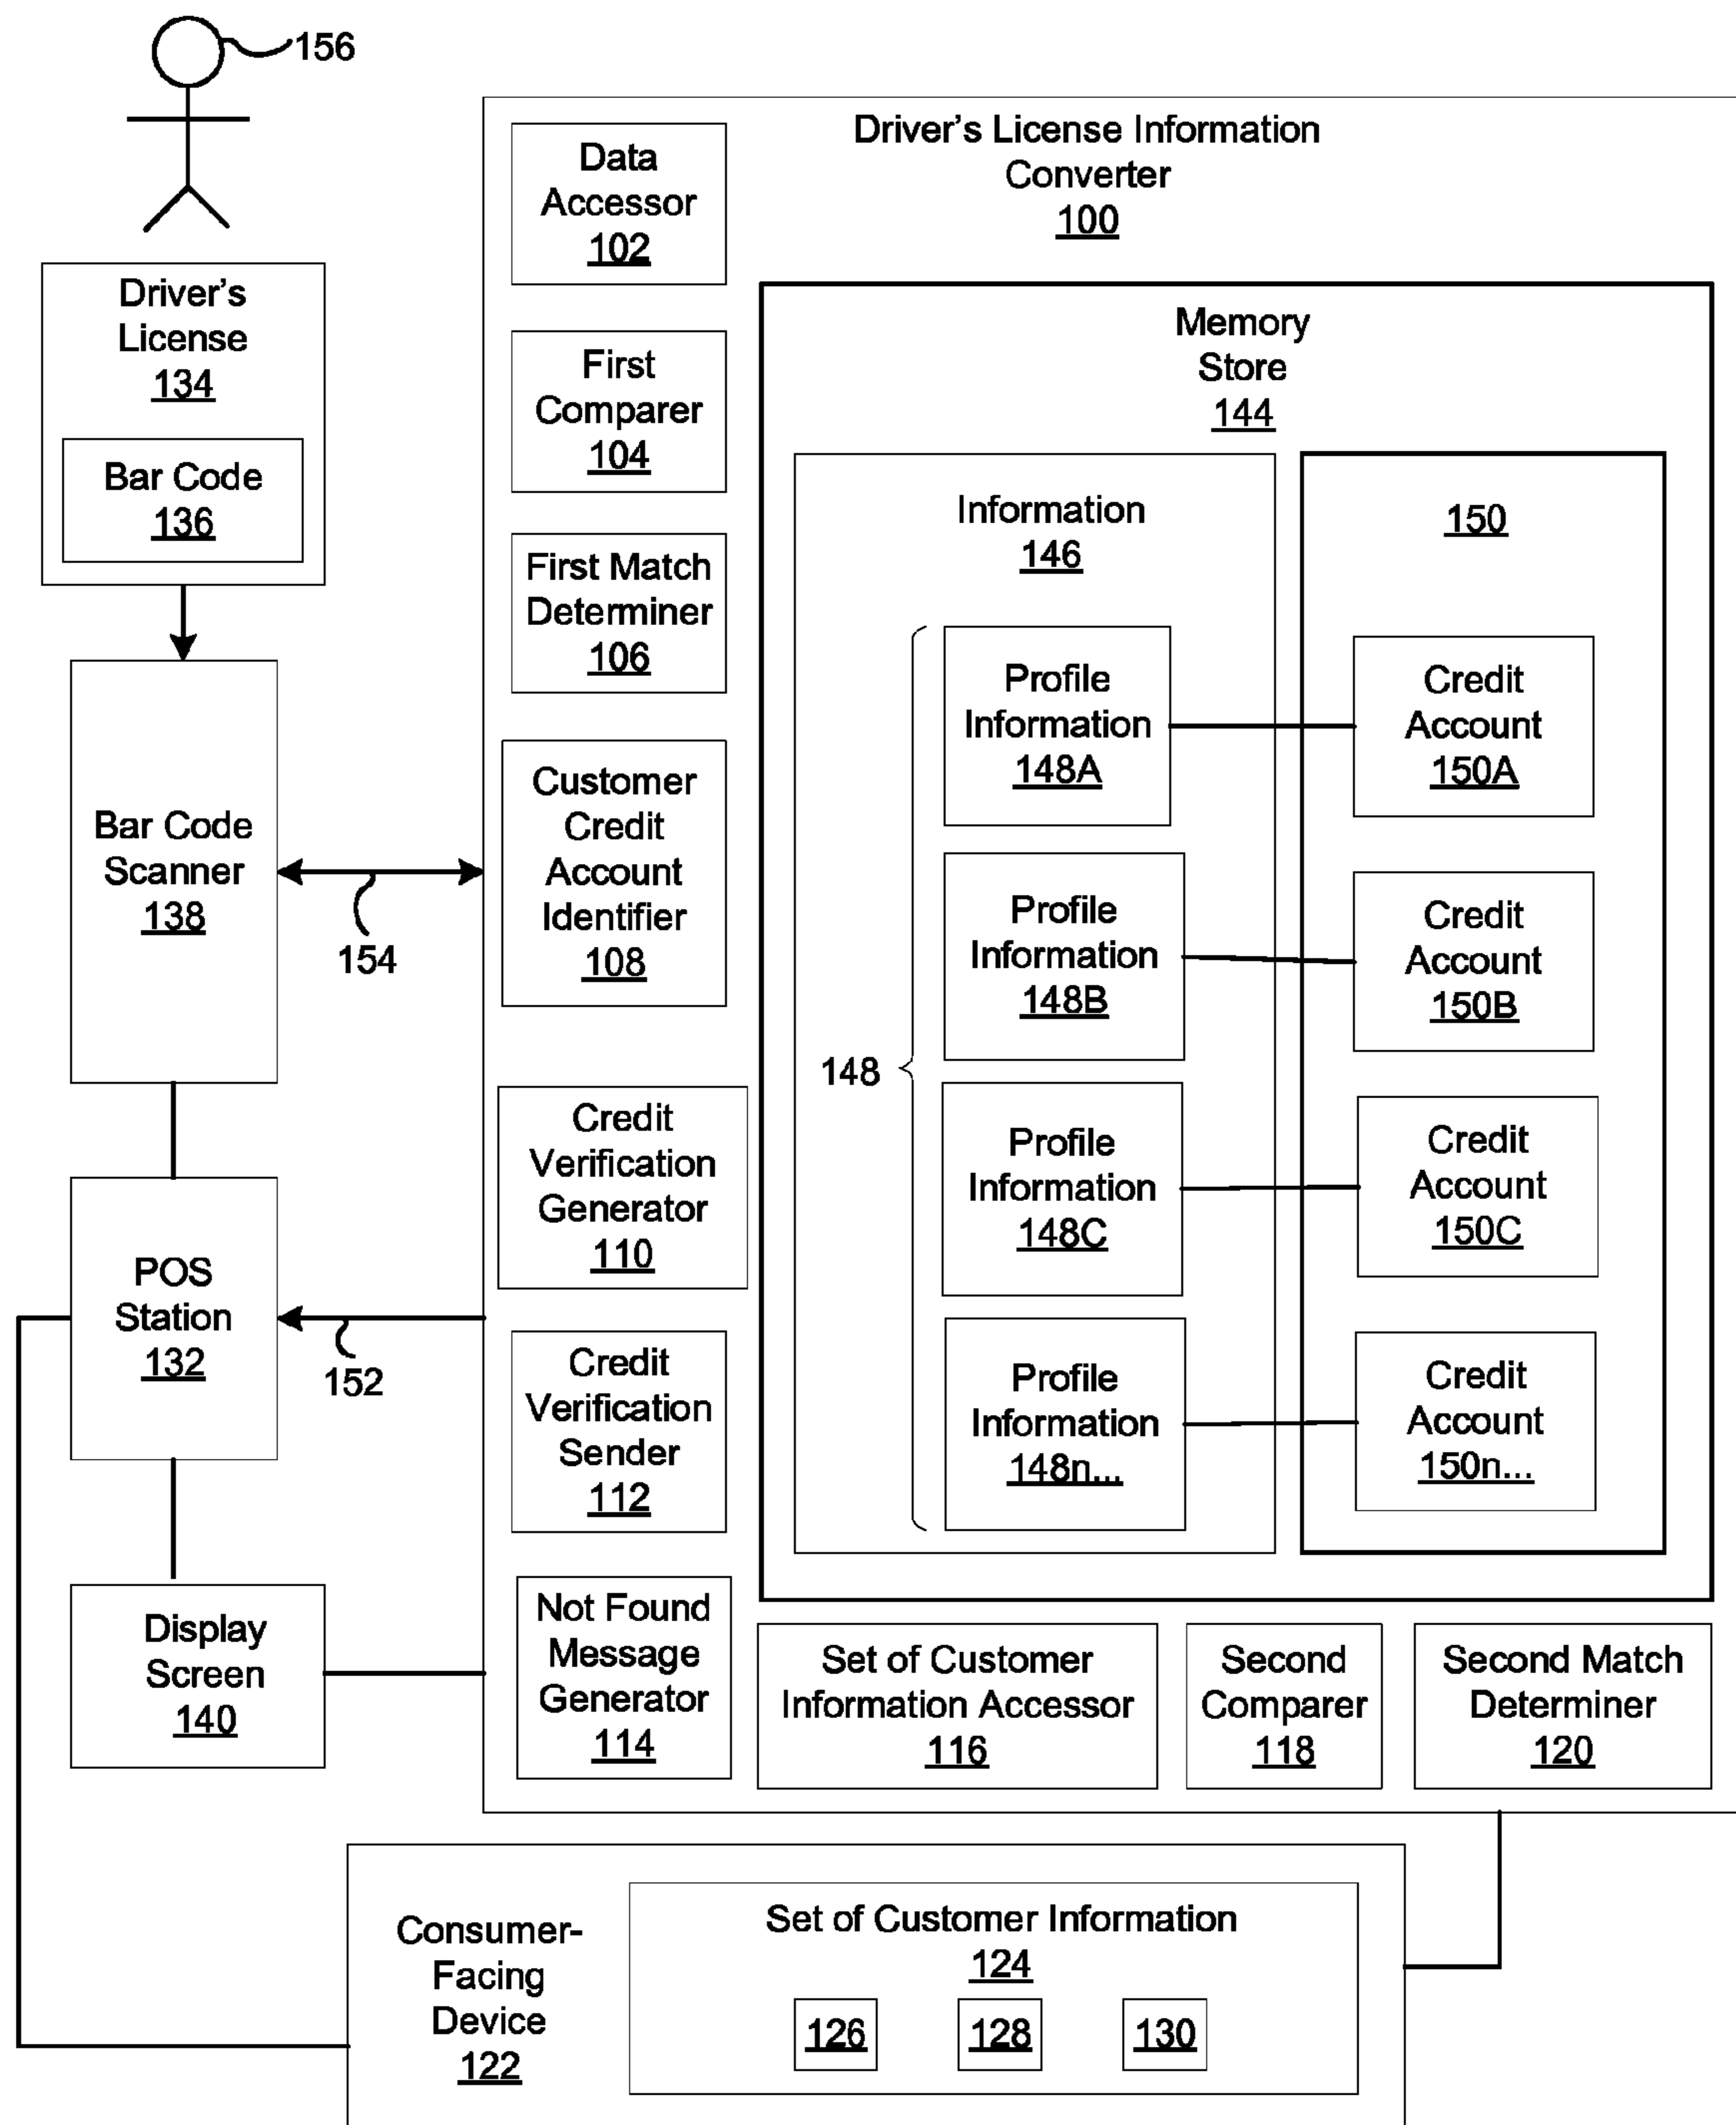 156
Driver's
License
134
Bar Code
136
Bar Code
Scanner
138
154
POS
Station
132
152
Display
Screen
140
Driver's License Information
Converter
100
Data
Accessor
102
First
Comparer
104
First Match
Determiner
106
Customer
Credit
Account
Identifier
108
Credit
Verification
Generator
110
Credit
Verification
Sender
112
Not Found
Message
Generator
114
Memory
Store
144
Information
146
148
Profile
Information
148A
Profile
Information
148B
Profile
Information
148C
Profile
Information
148n...
150
Credit
Account
150A
Credit
Account
150B
Credit
Account
150C
Credit
Account
150n...
Set of Customer
Information Accessor
116
Second
Comparer
118
Second Match
Determiner
120
Consumer-
Facing
Device
122
Set of Customer Information
124
126
128
130